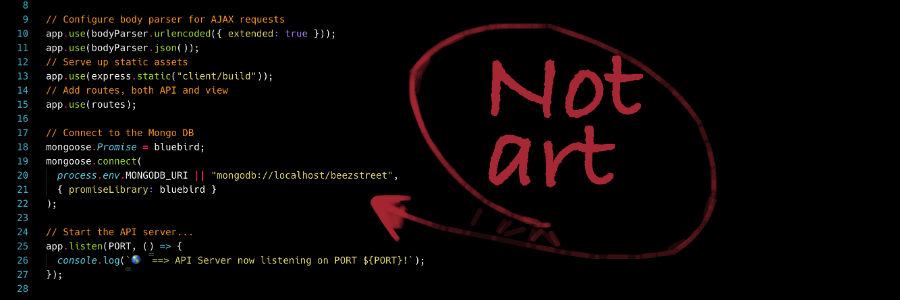 8
9 // Configure body parser for AJAX requests
10 app.use(bodyParser.urlencoded({ extended: true }));
11 app.use(bodyParser.json());
12 // Serve up static assets
13 app.use(express.static("client/build"));
14 // Add routes, both API and view
15 app.use(routes);
16
17 // Connect to the Mongo DB
18 mongoose.Promise = bluebird;
19 mongoose.connect(
20 process.env.MONGODB_URI || "mongodb://localhost/beezstreet",
21 { promiseLibrary: bluebird }
22 );
23
24 // Start the API server...
25 app.listen(PORT, () => {
26 console.log(`🌎 ==> API Server now listening on PORT ${PORT}!`);
27 });
28
Not
art